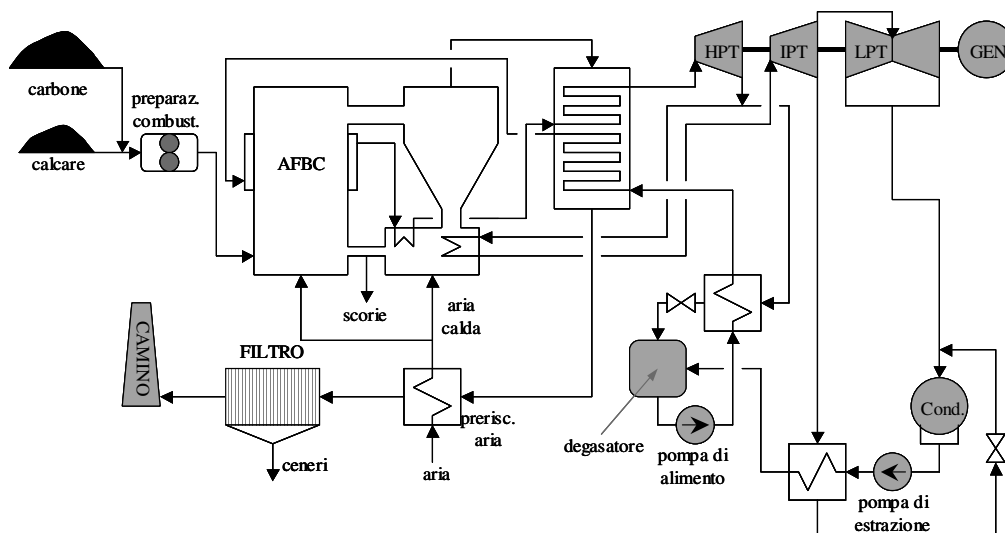 HPT
IPT
LPT
GEN
carbone
preparaz.
combust.
calcare
AFBC
scorie
aria
calda
CAMINO
FILTRO
prerisc.
aria
ceneri
aria
degasatore
pompa di
alimento
Cond.
pompa di
estrazione